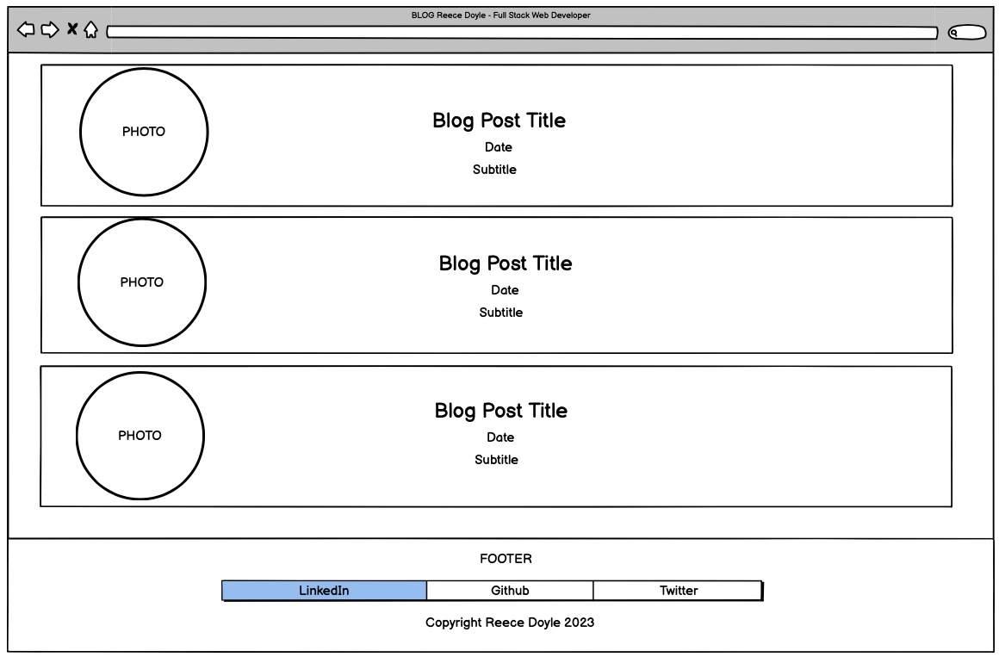 BLOG Reece Doyle - Full Stack Web Developer
PHOTO
Blog Post Title
Date
Subtitle
PHOTO
Blog Post Title
Date
Subtitle
PHOTO
Blog Post Title
Date
Subtitle
FOOTER
LinkedIn Github Twitter
Copyright Reece Doyle 2023